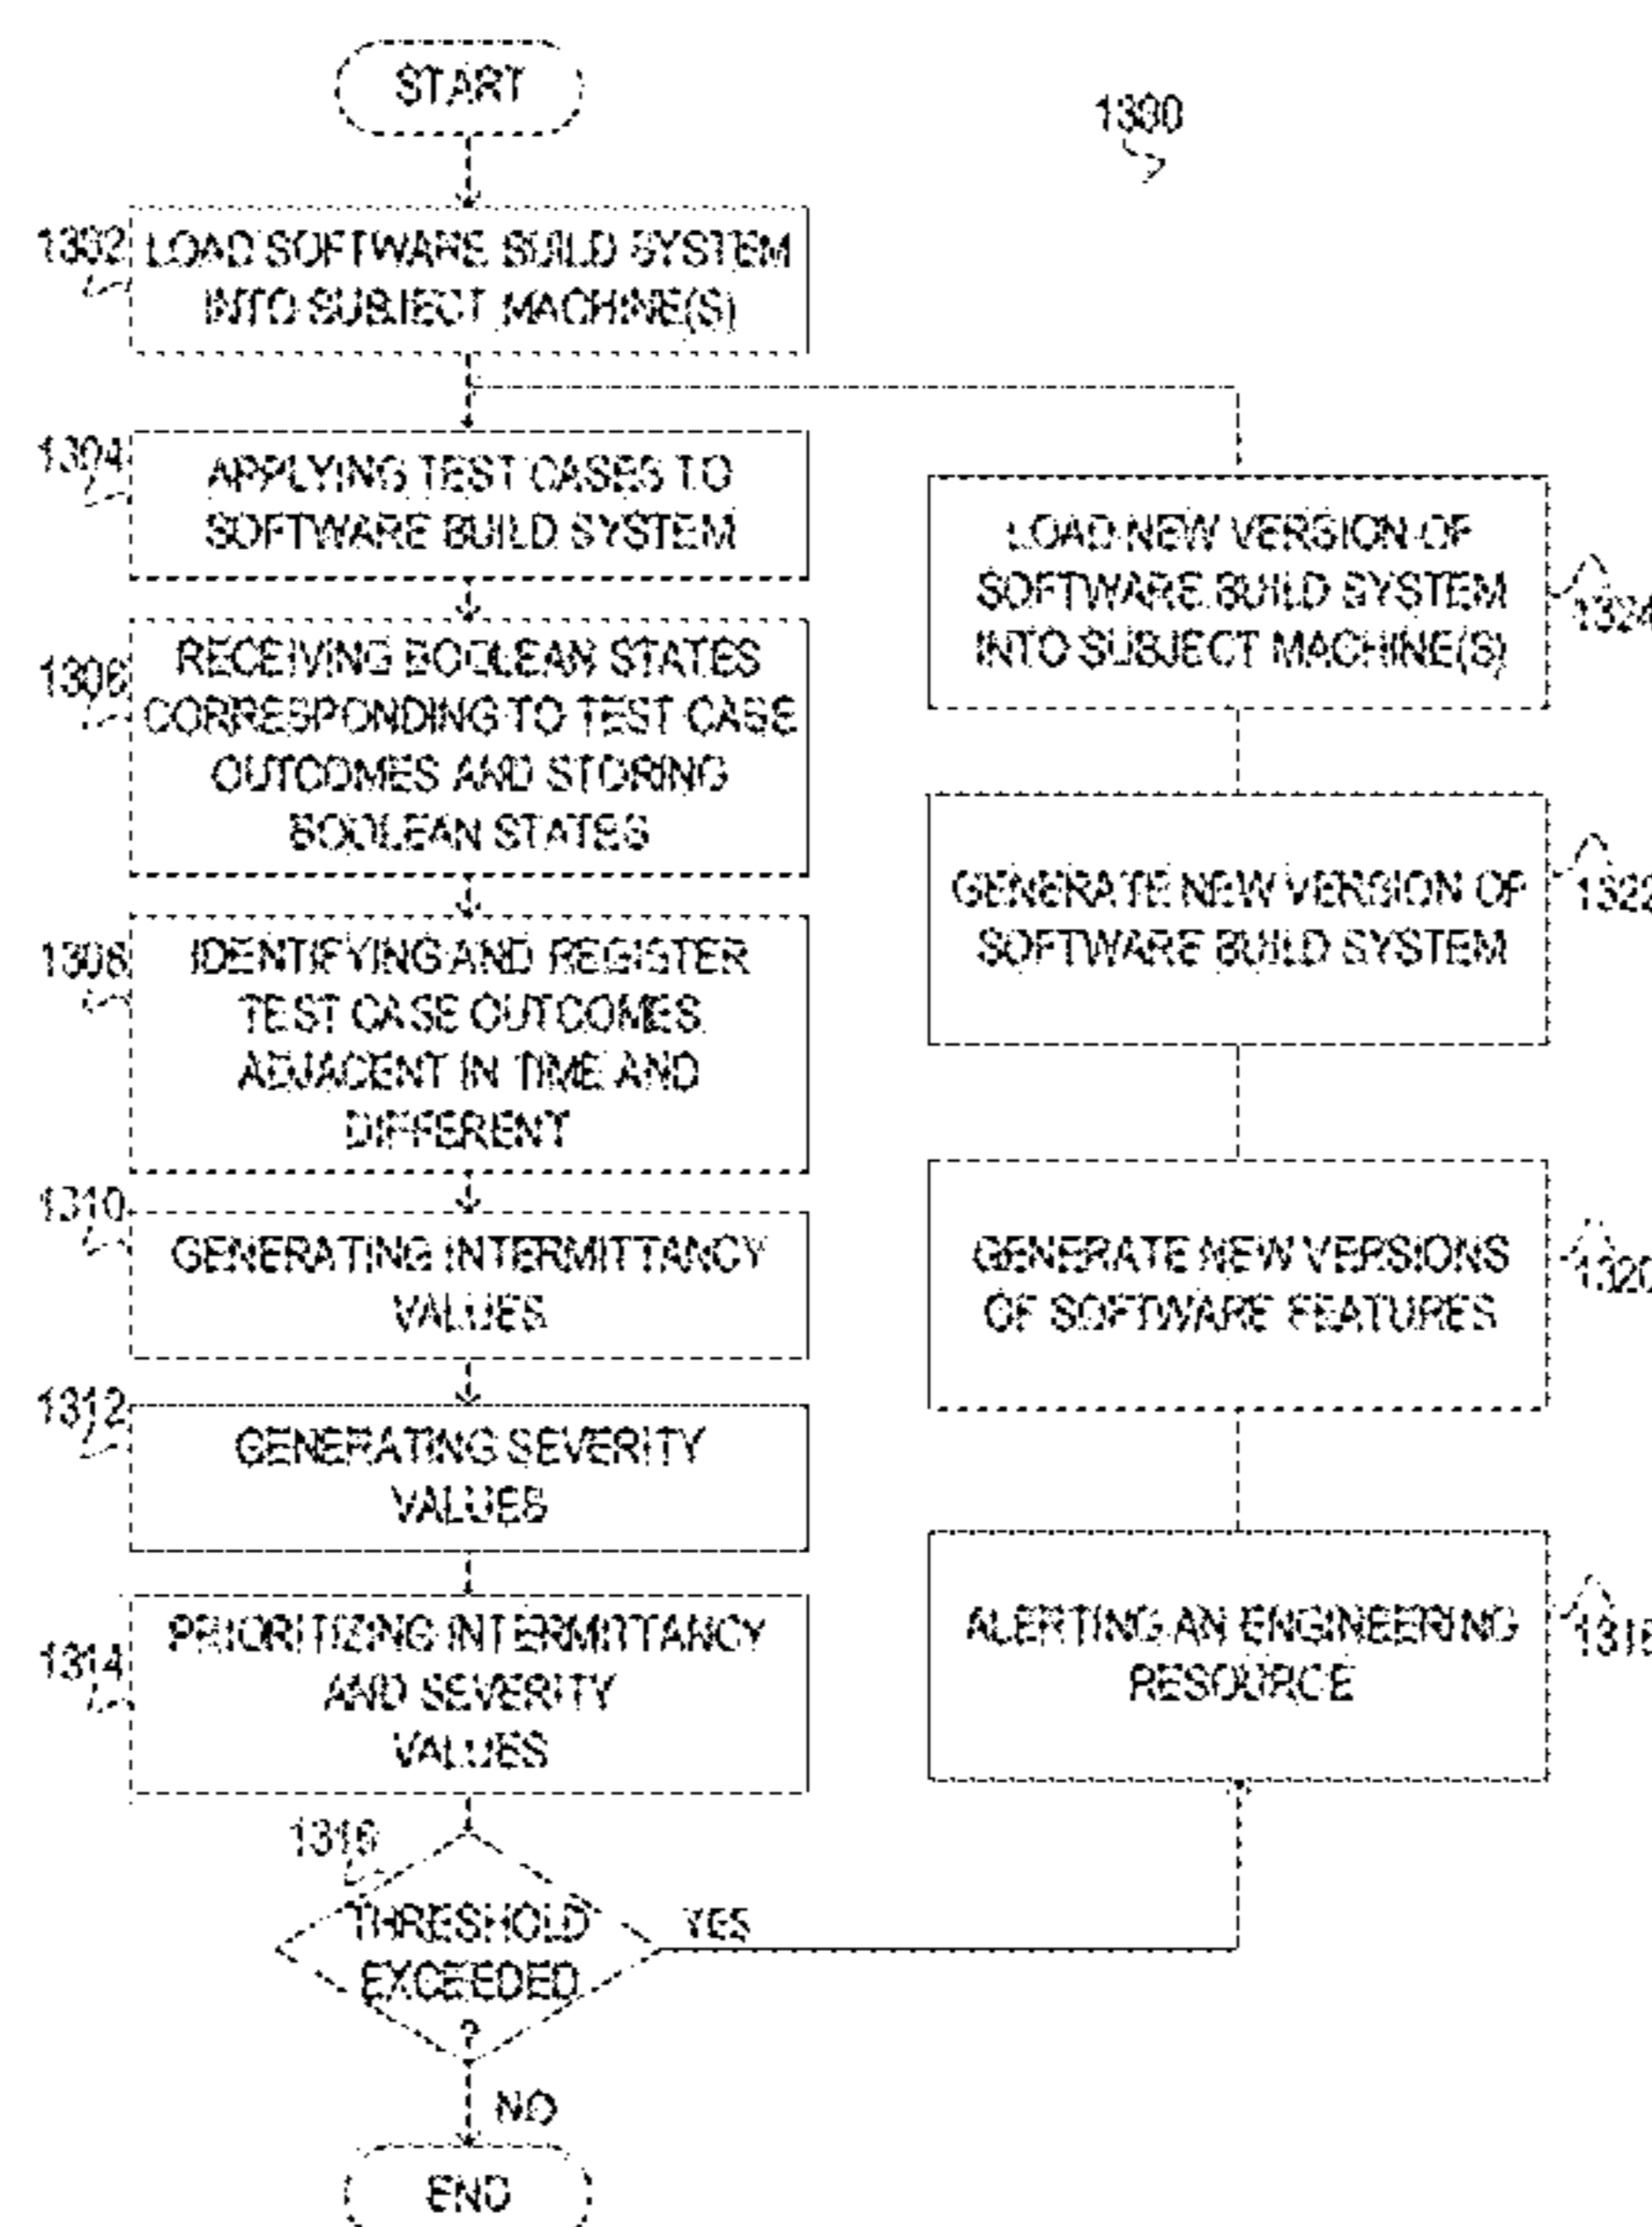 START
1300
1302
LOAD SOFTWARE BUILD SYSTEM
INTO SUBJECT MACHINE(S)
1304
APPLYING TEST CASES TO
SOFTWARE BUILD SYSTEM
1306
RECEIVING BOOLEAN STATES
CORRESPONDING TO TEST CASE
OUTCOMES AND STORING
BOOLEAN STATES
1308
IDENTIFYING AND REGISTER
TEST CASE OUTCOMES
ADJACENT IN TIME AND
DIFFERENT
1310
GENERATING INTERMITTANCY
VALUES
1312
GENERATING SEVERITY
VALUES
1314
PRIORITIZING INTERMITTANCY
AND SEVERITY
VALUES
1316
THRESHOLD
EXCEEDED
?
YES
NO
END
LOAD NEW VERSION OF
SOFTWARE BUILD SYSTEM
INTO SUBJECT MACHINE(S)
1324
GENERATE NEW VERSION OF
SOFTWARE BUILD SYSTEM
1322
GENERATE NEW VERSIONS
OF SOFTWARE FEATURES
1320
ALERTING AN ENGINEERING
RESOURCE
1318